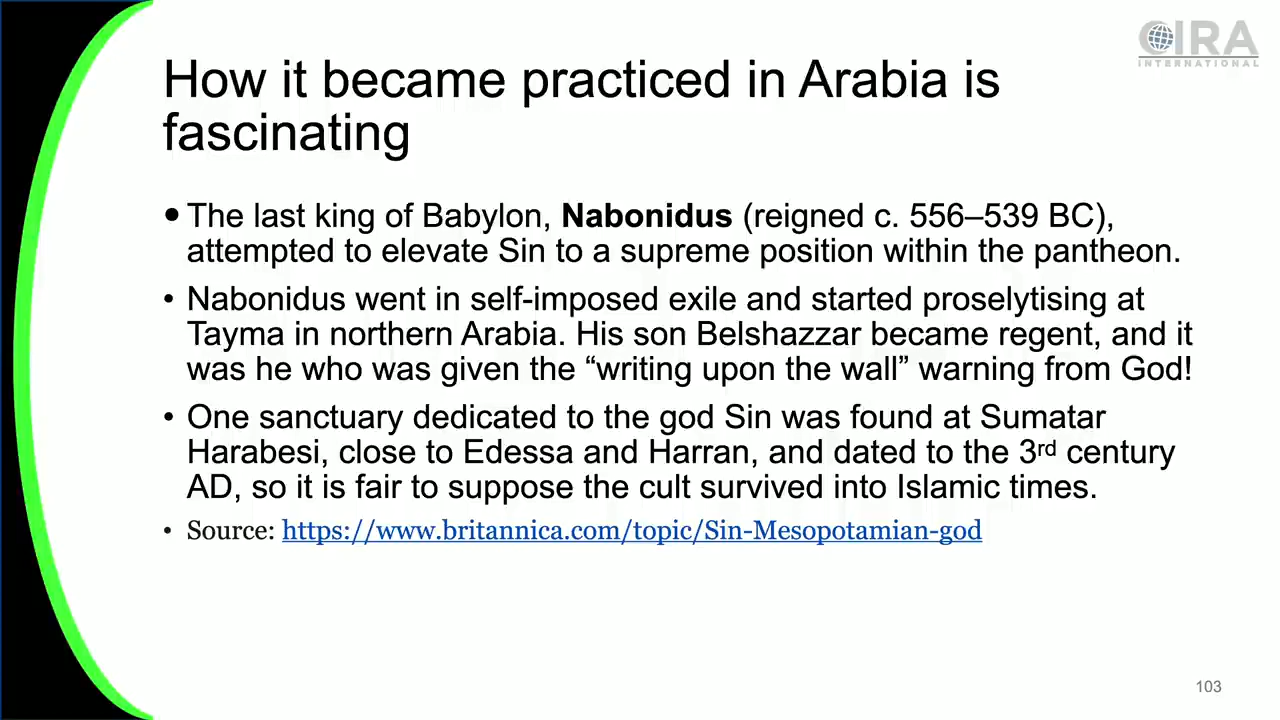 CIRA
INTERNATIONAL
How it became practiced in Arabia is
fascinating
• The last king of Babylon, Nabonidus (reigned c. 556–539 BC),
attempted to elevate Sin to a supreme position within the pantheon.
• Nabonidus went in self-imposed exile and started proselytising at
Tayma in northern Arabia. His son Belshazzar became regent, and it
was he who was given the “writing upon the wall” warning from God!
• One sanctuary dedicated to the god Sin was found at Sumatar
Harabesi, close to Edessa and Harran, and dated to the 3rd century
AD, so it is fair to suppose the cult survived into Islamic times.
• Source: https://www.britannica.com/topic/Sin-Mesopotamian-god
103